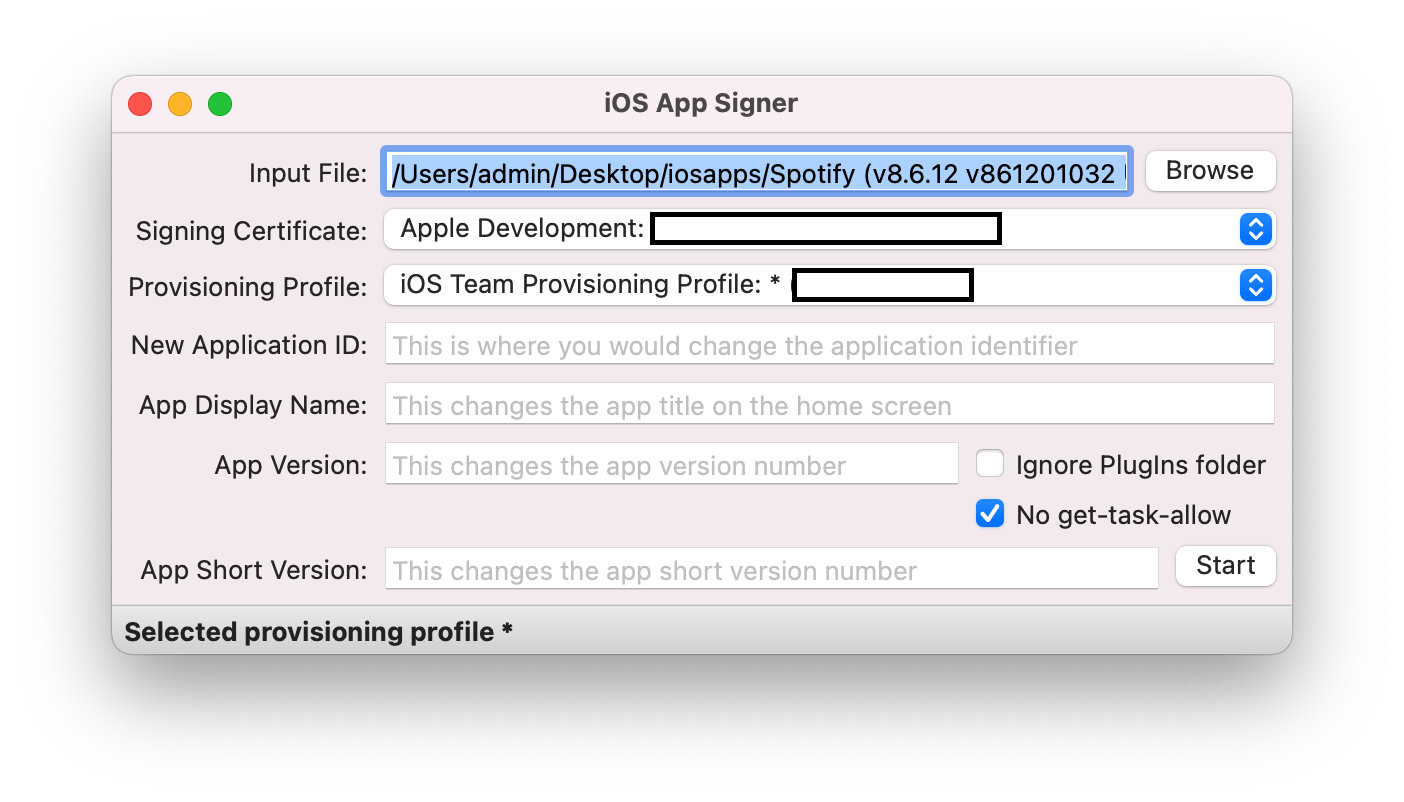 iOS App Signer
Input File: /Users/admin/Desktop/iosapps/Spotify (v8.6.12 v861201032 Browse
Signing Certificate: Apple Development:
Provisioning Profile: iOS Team Provisioning Profile: * (
New Application ID: This is where you would change the application identifier
App Display Name: This changes the app title on the home screen
App Version: This changes the app version number Ignore PlugIns folder
No get-task-allow
App Short Version: This changes the app short version number Start
Selected provisioning profile *